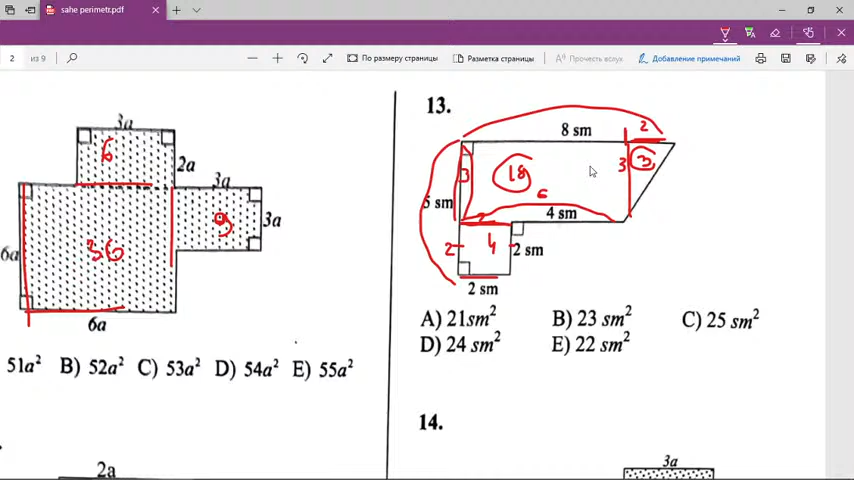 sahe perimetr.pdf
2
из 9
По размеру страницы
Разметка страницы
Прочесть вслух
Добавление примечаний
3a
6
2a
3a
9
3a
6a
36
6a
51a² B) 52a² C) 53a² D) 54a² E) 55a²
2a
13.
8 sm
2
3
18
3
3
5 sm
6
2
4 sm
2
4
2 sm
2 sm
A) 21sm² B) 23 sm² C) 25 sm²
D) 24 sm² E) 22 sm²
14.
3a